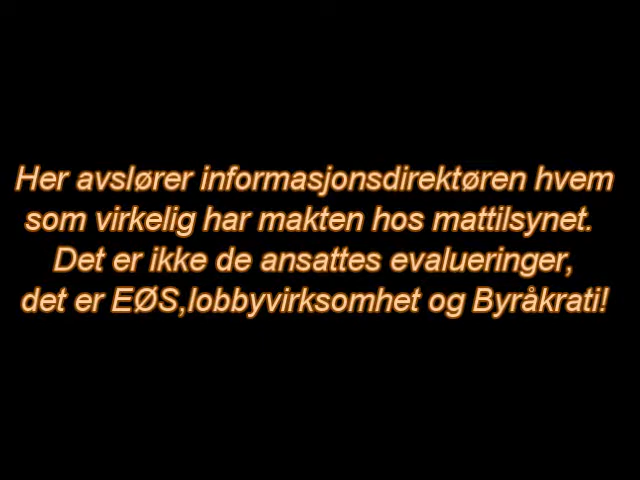 Her avslører informasjonsdirektøren hvem
som virkelig har makten hos mattilsynet.
Det er ikke de ansattes evalueringer,
det er EØS,lobbyvirksomhet og Byråkrati!